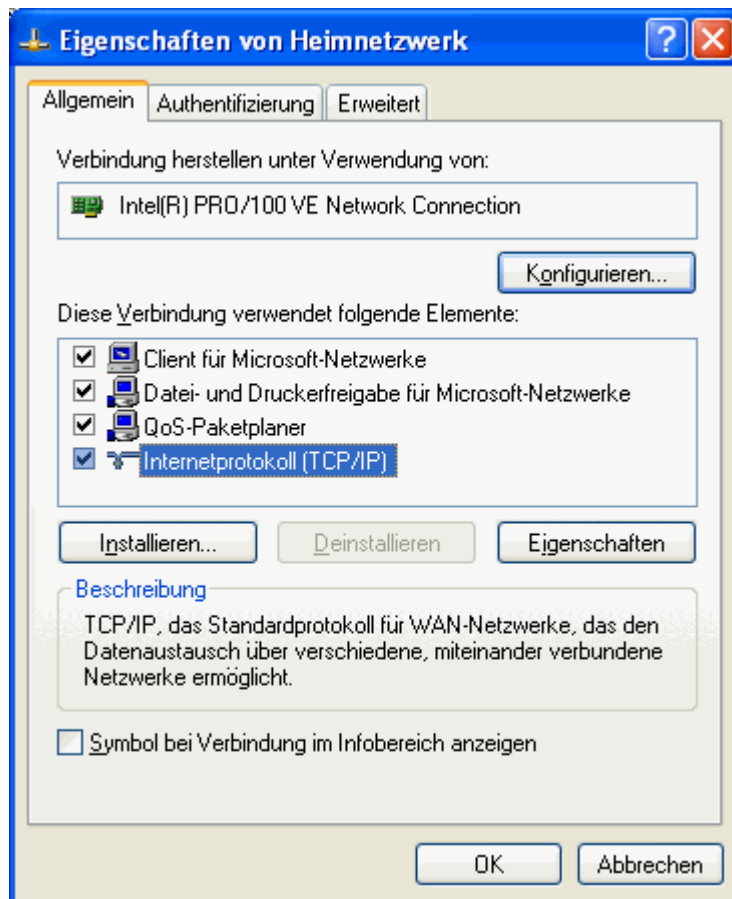 Eigenschaften von Heimnetzwerk
Allgemein Authentifizierung Erweitert
Verbindung herstellen unter Verwendung von:
Intel(R) PRO/100 VE Network Connection
Konfigurieren...
Diese Verbindung verwendet folgende Elemente:
Client für Microsoft-Netzwerke
Datei- und Druckerfreigabe für Microsoft-Netzwerke
QoS-Paketplaner
Internetprotokoll (TCP/IP)
Installieren... Deinstallieren Eigenschaften
Beschreibung
TCP/IP, das Standardprotokoll für WAN-Netzwerke, das den
Datenaustausch über verschiedene, miteinander verbundene
Netzwerke ermöglicht.
Symbol bei Verbindung im Infobereich anzeigen
OK Abbrechen